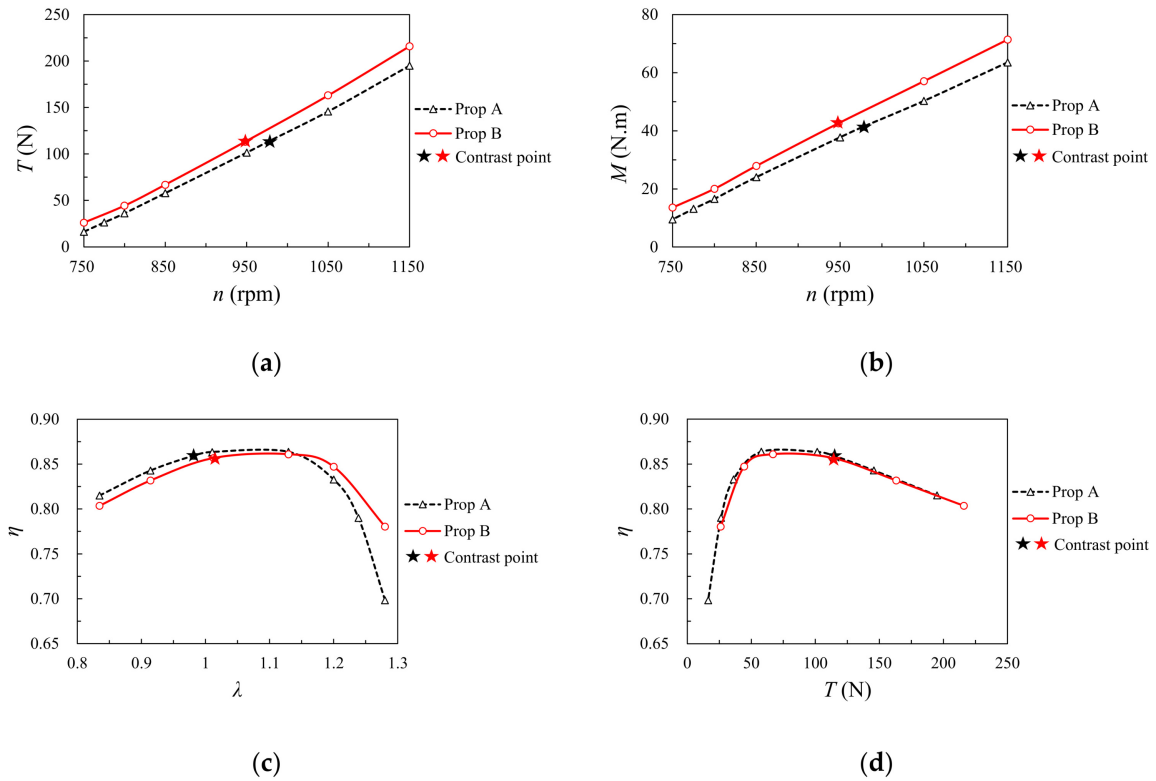 250
200
150
100
50
0
T (N)
750 850 950 1050 1150
n (rpm)
Prop A
Prop B
Contrast point
(a)
80
60
40
20
0
M (N.m)
750 850 950 1050 1150
n (rpm)
Prop A
Prop B
Contrast point
(b)
0.90
0.85
0.80
0.75
0.70
0.65
η
0.8 0.9 1 1.1 1.2 1.3
λ
Prop A
Prop B
Contrast point
(c)
0.90
0.85
0.80
0.75
0.70
0.65
η
0 50 100 150 200 250
T (N)
Prop A
Prop B
Contrast point
(d)